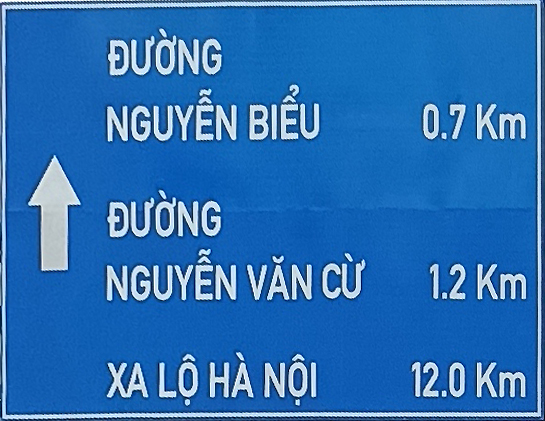 ĐƯỜNG
NGUYỄN BIỂU 0.7 Km
ĐƯỜNG
NGUYỄN VĂN CỪ 1.2 Km
XA LỘ HÀ NỘI 12.0 Km